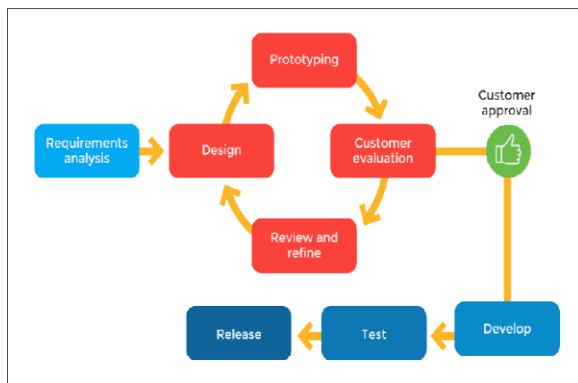 Prototyping
Customer
approval
Requirements
analysis
Design
Customer
evaluation
Review and
refine
Release
Test
Develop